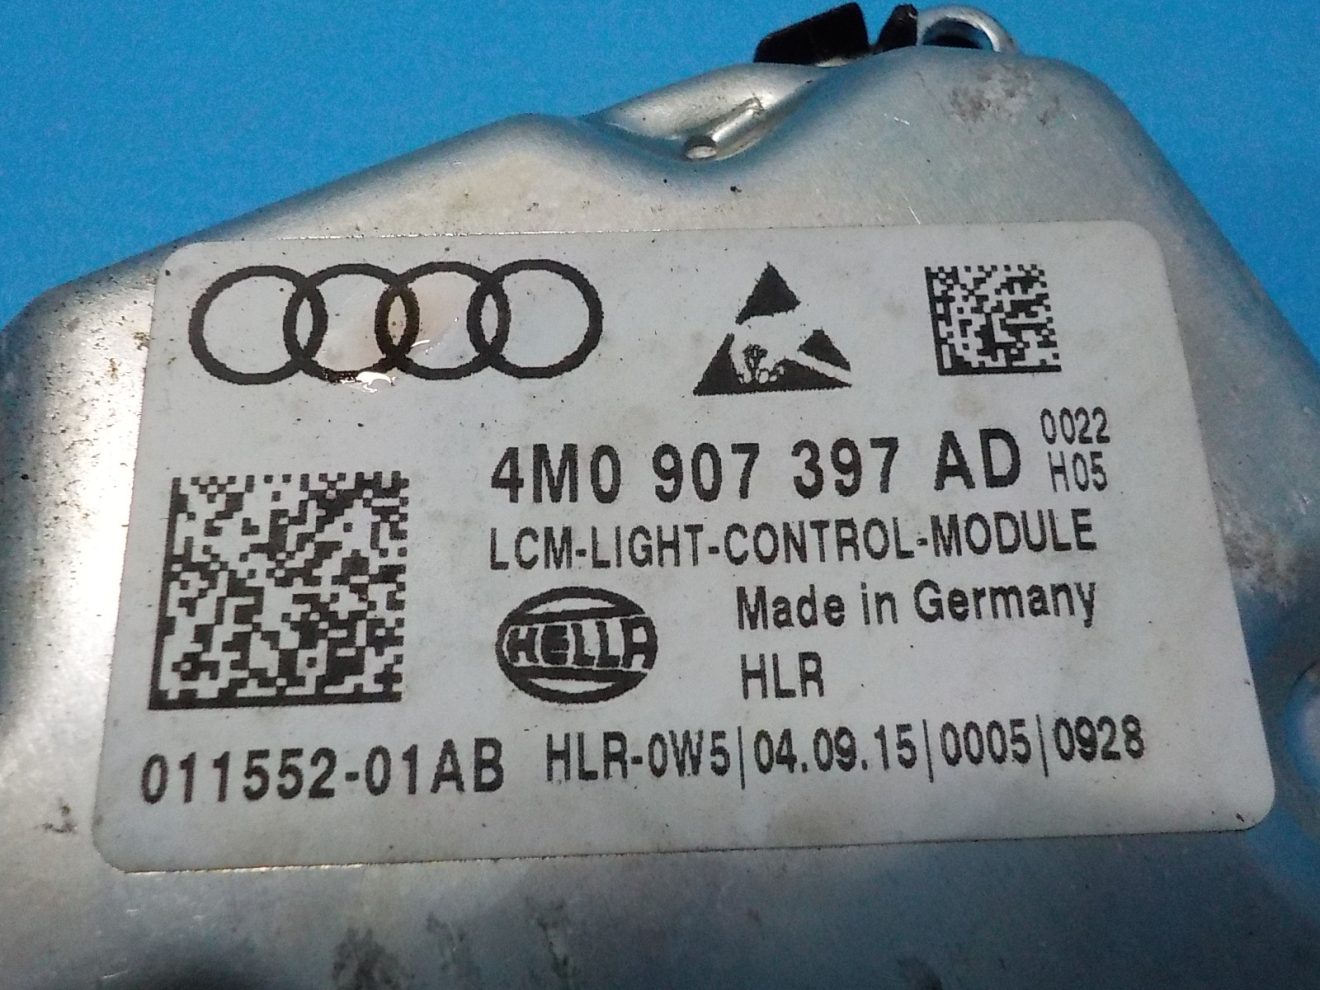 4M0 907 397 AD 0022
H05
LCM-LIGHT-CONTROL-MODULE
HELLA
Made in Germany
HLR
011552-01AB HLR-0W5|04.09.15|0005|0928